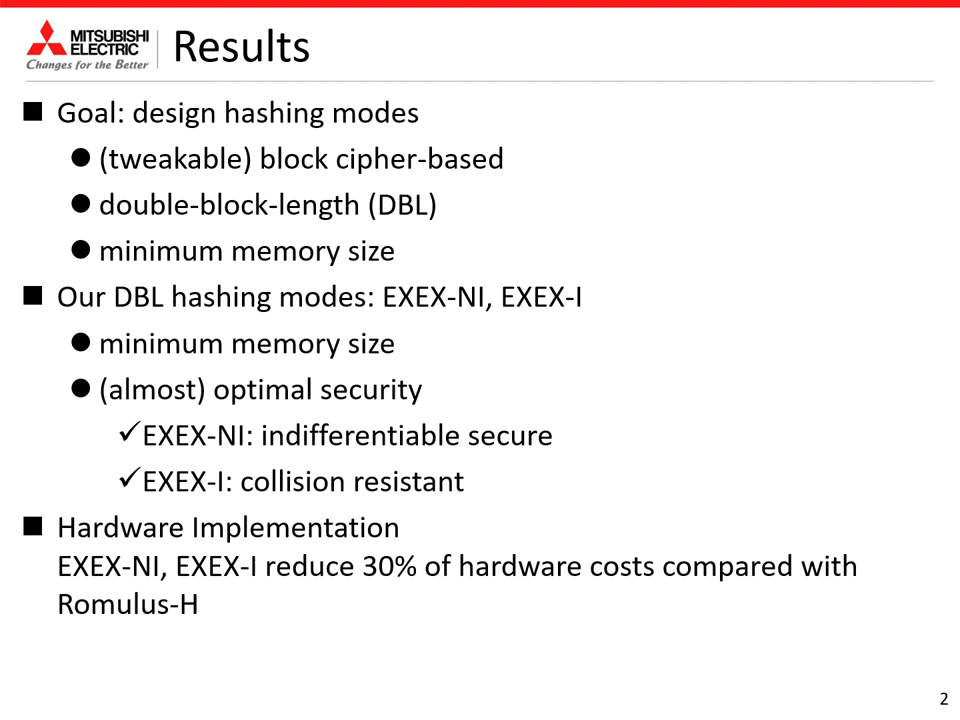 MITSUBISHI
ELECTRIC
Changes for the Better
Results
Goal: design hashing modes
(tweakable) block cipher-based
double-block-length (DBL)
minimum memory size
Our DBL hashing modes: EXEX-NI, EXEX-I
minimum memory size
(almost) optimal security
EXEX-NI: indifferentiable secure
EXEX-I: collision resistant
Hardware Implementation
EXEX-NI, EXEX-I reduce 30% of hardware costs compared with
Romulus-H
2